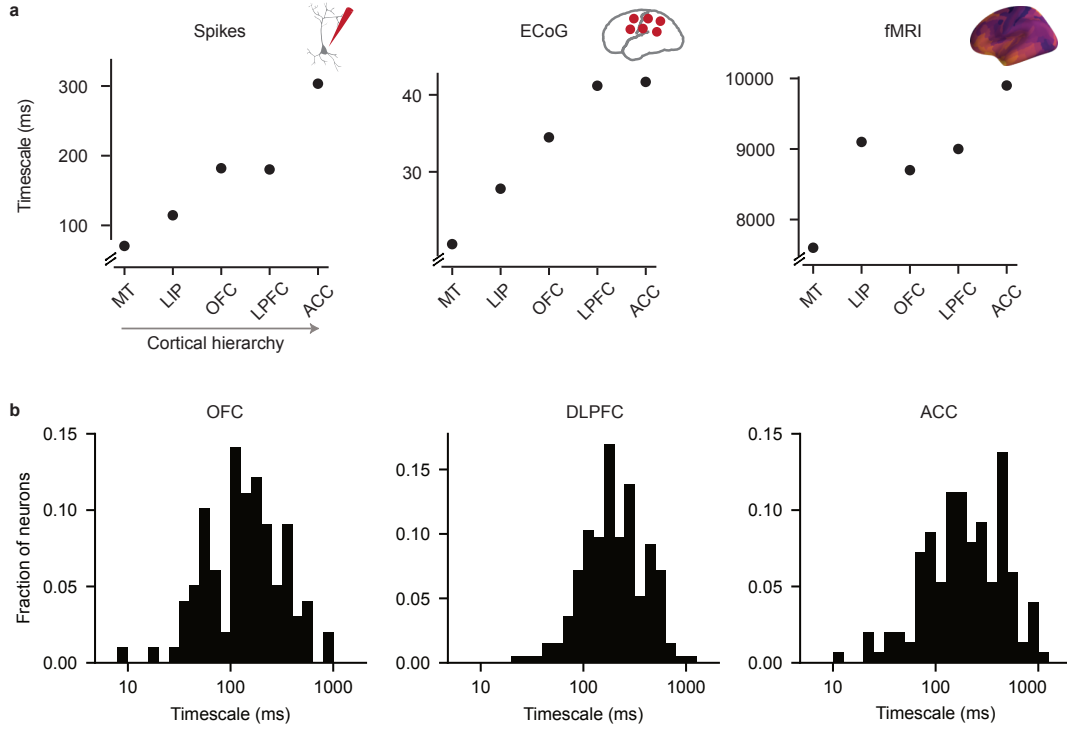 a
Spikes
ECoG
fMRI
Timescale (ms)
300
200
100
MT
LIP
OFC
LPFC
ACC
Cortical hierarchy
40
30
MT
LIP
OFC
LPFC
ACC
10000
9000
8000
MT
LIP
OFC
LPFC
ACC
b
OFC
DLPFC
ACC
Fraction of neurons
0.15
0.10
0.05
0.00
10
100
1000
Timescale (ms)
0.15
0.10
0.05
0.00
10
100
1000
Timescale (ms)
0.15
0.10
0.05
0.00
10
100
1000
Timescale (ms)